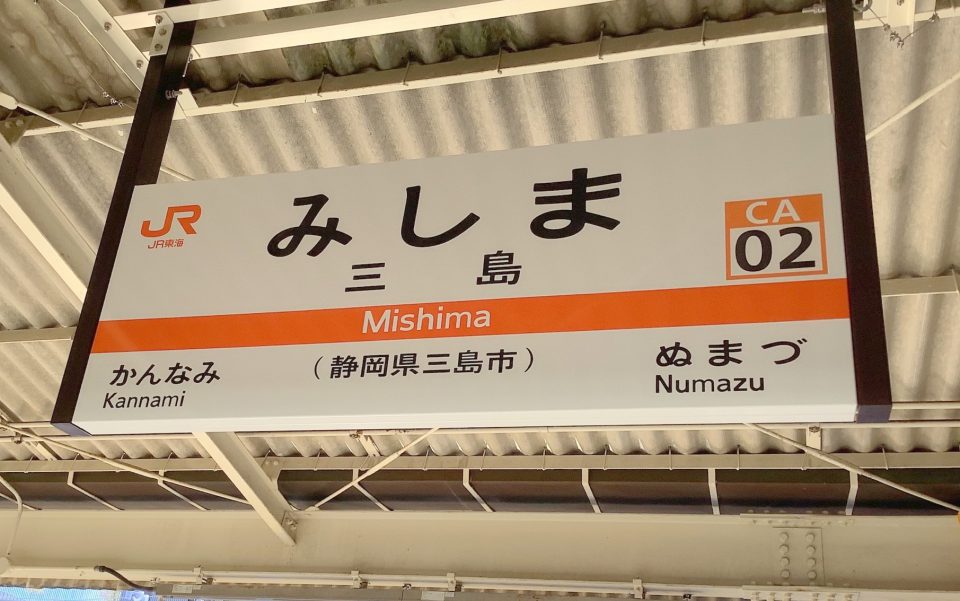 JR
JR東海
みしま
三島
CA
02
Mishima
かんなみ
Kannami
（静岡県三島市）
ぬまづ
Numazu